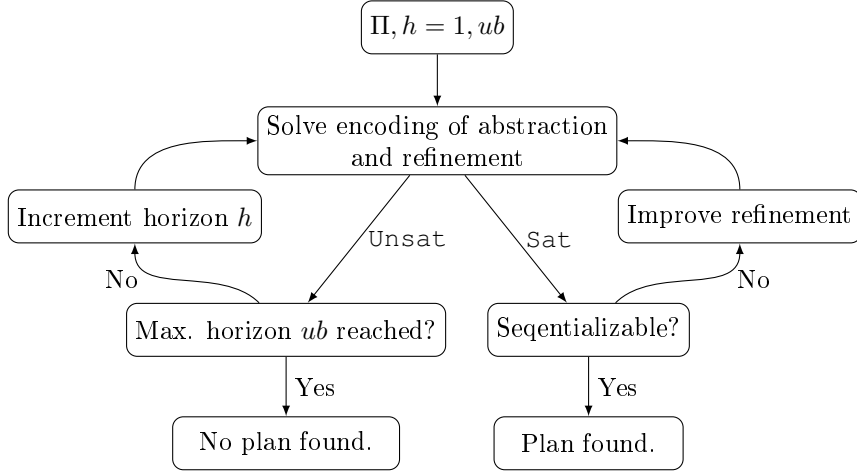 Π, h = 1, ub
Solve encoding of abstraction
and refinement
Increment horizon h
Improve refinement
Unsat
Sat
No
No
Max. horizon ub reached?
Seqentializable?
Yes
Yes
No plan found.
Plan found.